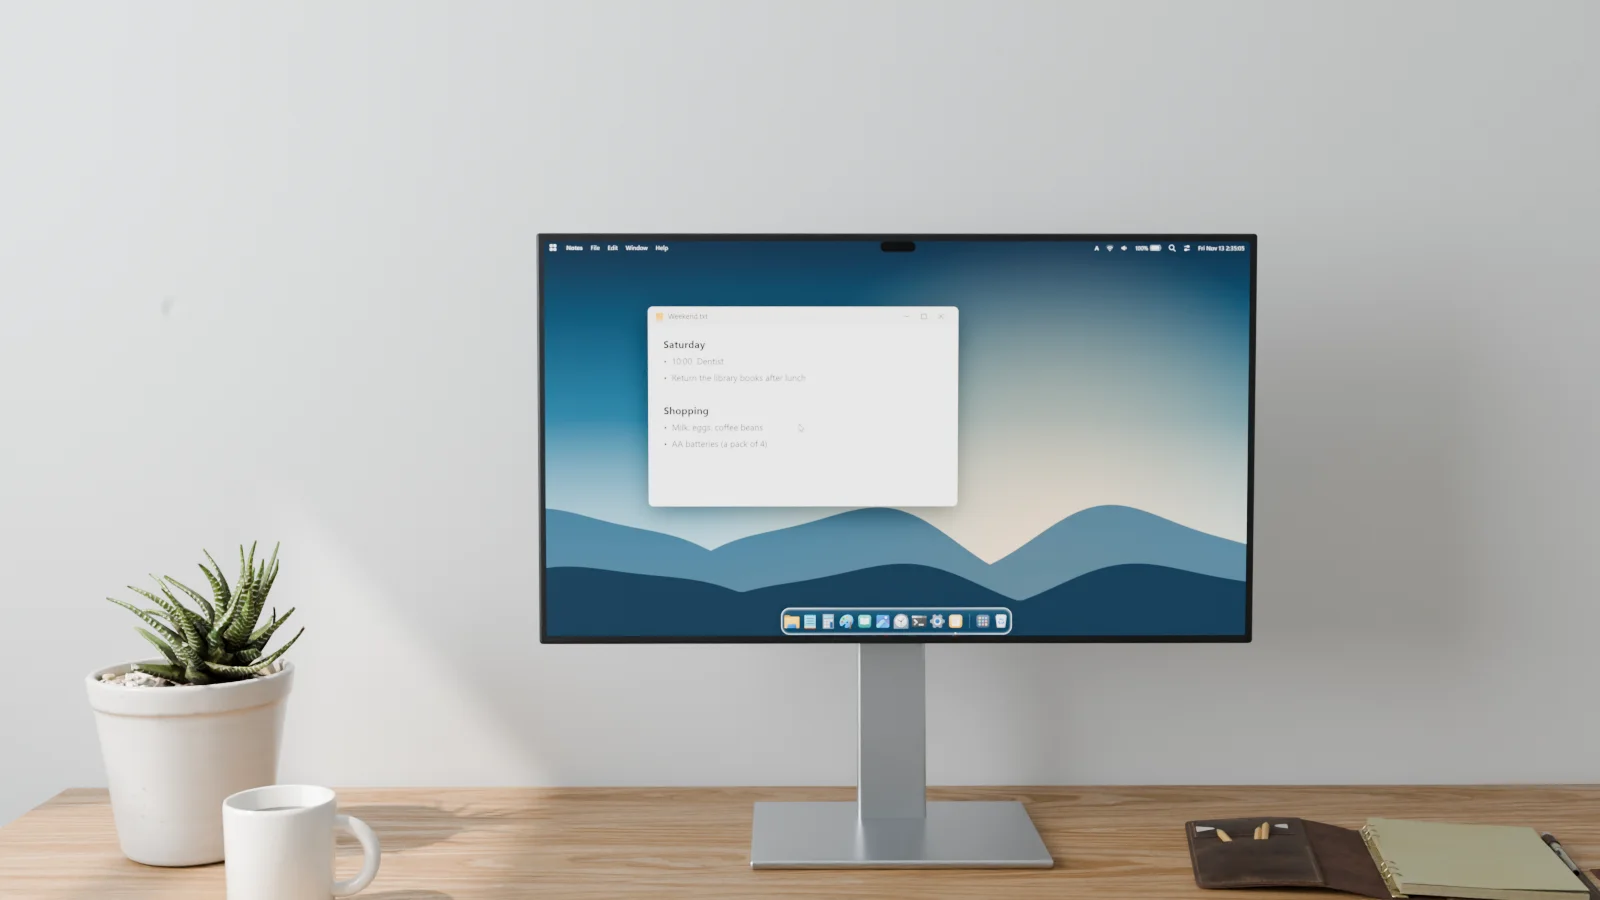 Notes File Edit Window Help
A 100% Fri Nov 13 2:35:05
Weekend.txt
Saturday
• 10:00 Dentist
• Return the library books after lunch
Shopping
• Milk, eggs, coffee beans
• AA batteries (a pack of 4)